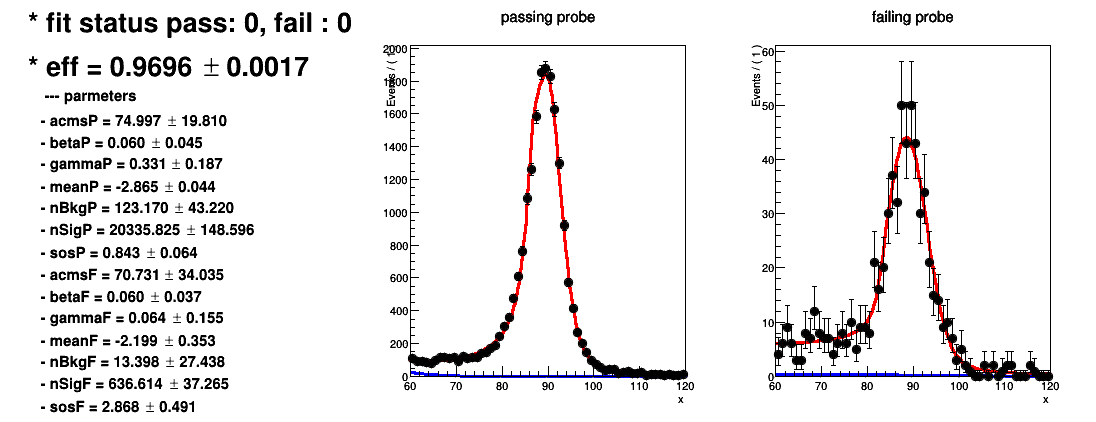 * fit status pass: 0, fail : 0
* eff = 0.9696 ± 0.0017
--- parmeters
- acmsP = 74.997 ± 19.810
- betaP = 0.060 ± 0.045
- gammaP = 0.331 ± 0.187
- meanP = -2.865 ± 0.044
- nBkgP = 123.170 ± 43.220
- nSigP = 20335.825 ± 148.596
- sosP = 0.843 ± 0.064
- acmsF = 70.731 ± 34.035
- betaF = 0.060 ± 0.037
- gammaF = 0.064 ± 0.155
- meanF = -2.199 ± 0.353
- nBkgF = 13.398 ± 27.438
- nSigF = 636.614 ± 37.265
- sosF = 2.868 ± 0.491
passing probe
Events / ( 1 )
2000
1800
1600
1400
1200
1000
800
600
400
200
0
60 70 80 90 100 110 120
x
failing probe
Events / ( 1 )
60
50
40
30
20
10
0
60 70 80 90 100 110 120
x